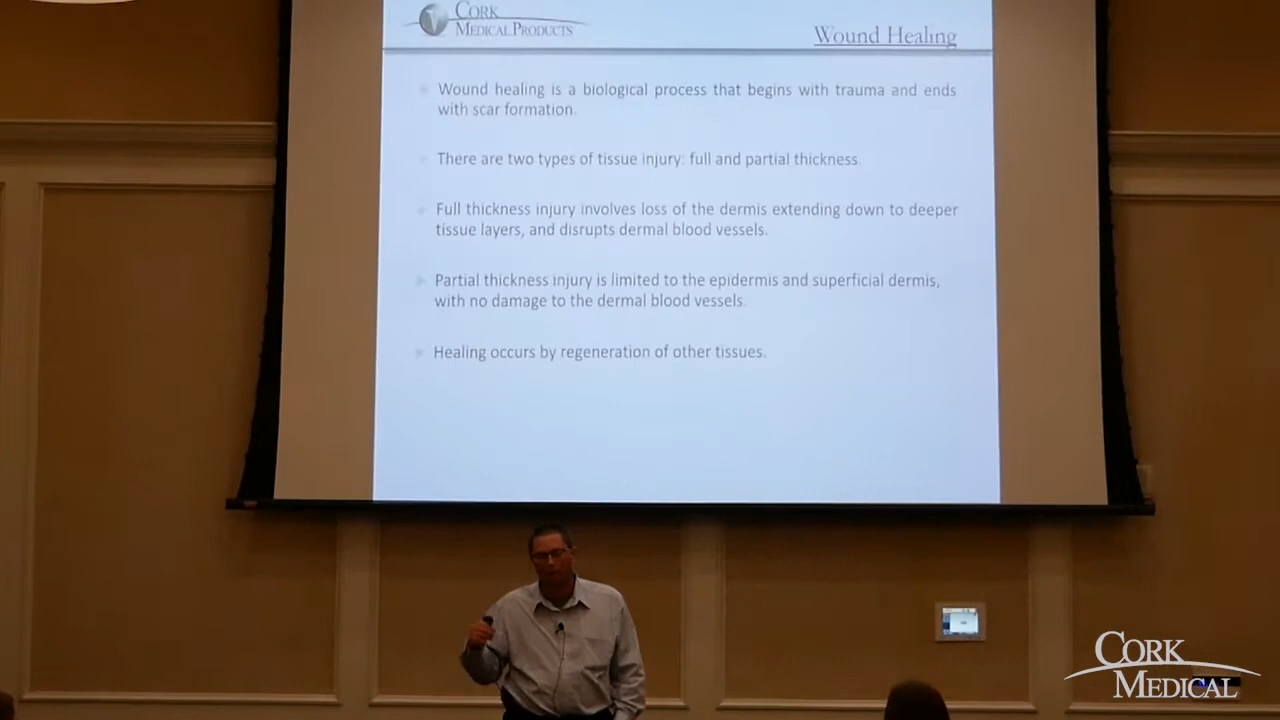 CORK
MEDICAL PRODUCTS
Wound Healing
Wound healing is a biological process that begins with trauma and ends
with scar formation.
There are two types of tissue injury: full and partial thickness.
Full thickness injury involves loss of the dermis extending down to deeper
tissue layers, and disrupts dermal blood vessels.
Partial thickness injury is limited to the epidermis and superficial dermis,
with no damage to the dermal blood vessels.
Healing occurs by regeneration of other tissues.
CORK
MEDICAL